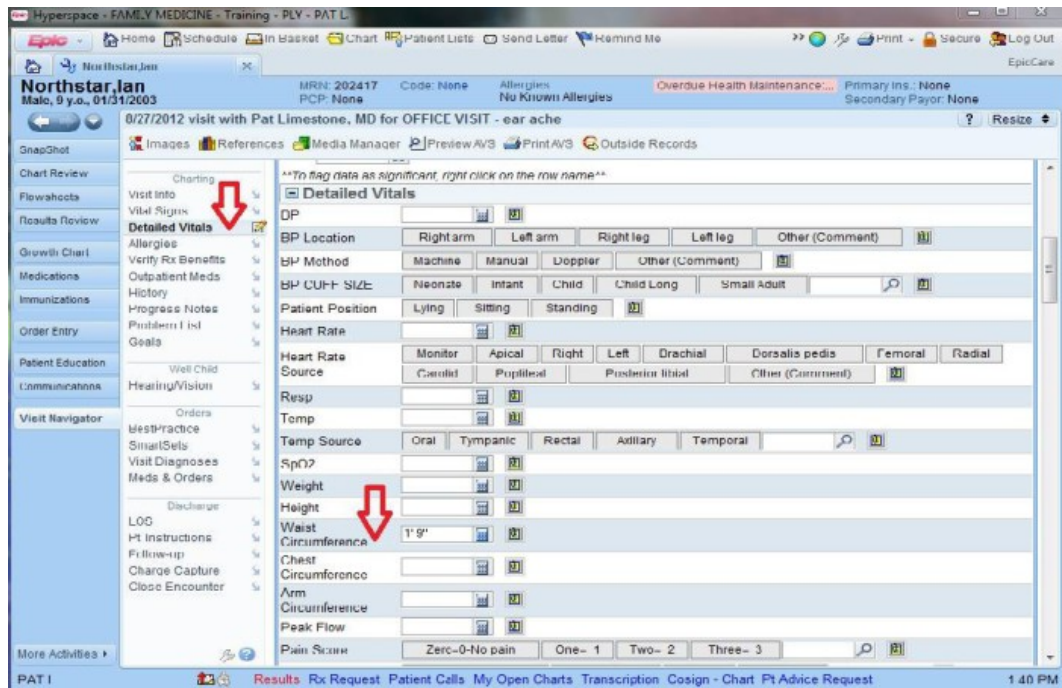 Hyperspace - FAMILY MEDICINE - Training - PLY - PAT L
Epic Home Schedule In Basket Chart Patient Lists Send Letter Remind Me Print Secure Log Out
Northstar,Ian EpicCare
Northstar,Ian MRN: 202417 Code: None Allergies Overdue Health Maintenance:... Primary Ins.: None
Male, 9 y.o., 01/31/2003 PCP: None No Known Allergies Secondary Payor: None
8/27/2012 visit with Pat Limestone, MD for OFFICE VISIT - ear ache ? Resize
Images References Media Manager Preview AVS Print AVS Outside Records
SnapShot
Chart Review
Flowsheets
Results Review
Growth Chart
Medications
Immunizations
Order Entry
Patient Education
Communications
Visit Navigator
More Activities
Charting
Visit Info
Vital Signs
Detailed Vitals
Allergies
Verify Rx Benefits
Outpatient Meds
History
Progress Notes
Problem List
Goals
Well Child
Hearing/Vision
Orders
BestPractice
SmartSets
Visit Diagnoses
Meds & Orders
Discharge
LOS
Pt Instructions
Follow-up
Charge Capture
Close Encounter
**To flag data as significant, right click on the row name**
Detailed Vitals
BP
BP Location Right arm Left arm Right leg Left leg Other (Comment)
BP Method Machine Manual Doppler Other (Comment)
BP CUFF SIZE Neonate Infant Child Child Long Small Adult
Patient Position Lying Sitting Standing
Heart Rate
Heart Rate Monitor Apical Right Left Brachial Dorsalis pedis Femoral Radial
Source Carotid Popliteal Posterior tibial Other (Comment)
Resp
Temp
Temp Source Oral Tympanic Rectal Axillary Temporal
SpO2
Weight
Height
Waist
Circumference 1' 9"
Chest
Circumference
Arm
Circumference
Peak Flow
Pain Score Zero=0-No pain One= 1 Two= 2 Three= 3
PAT I Results Rx Request Patient Calls My Open Charts Transcription Cosign - Chart Pt Advice Request 1:40 PM